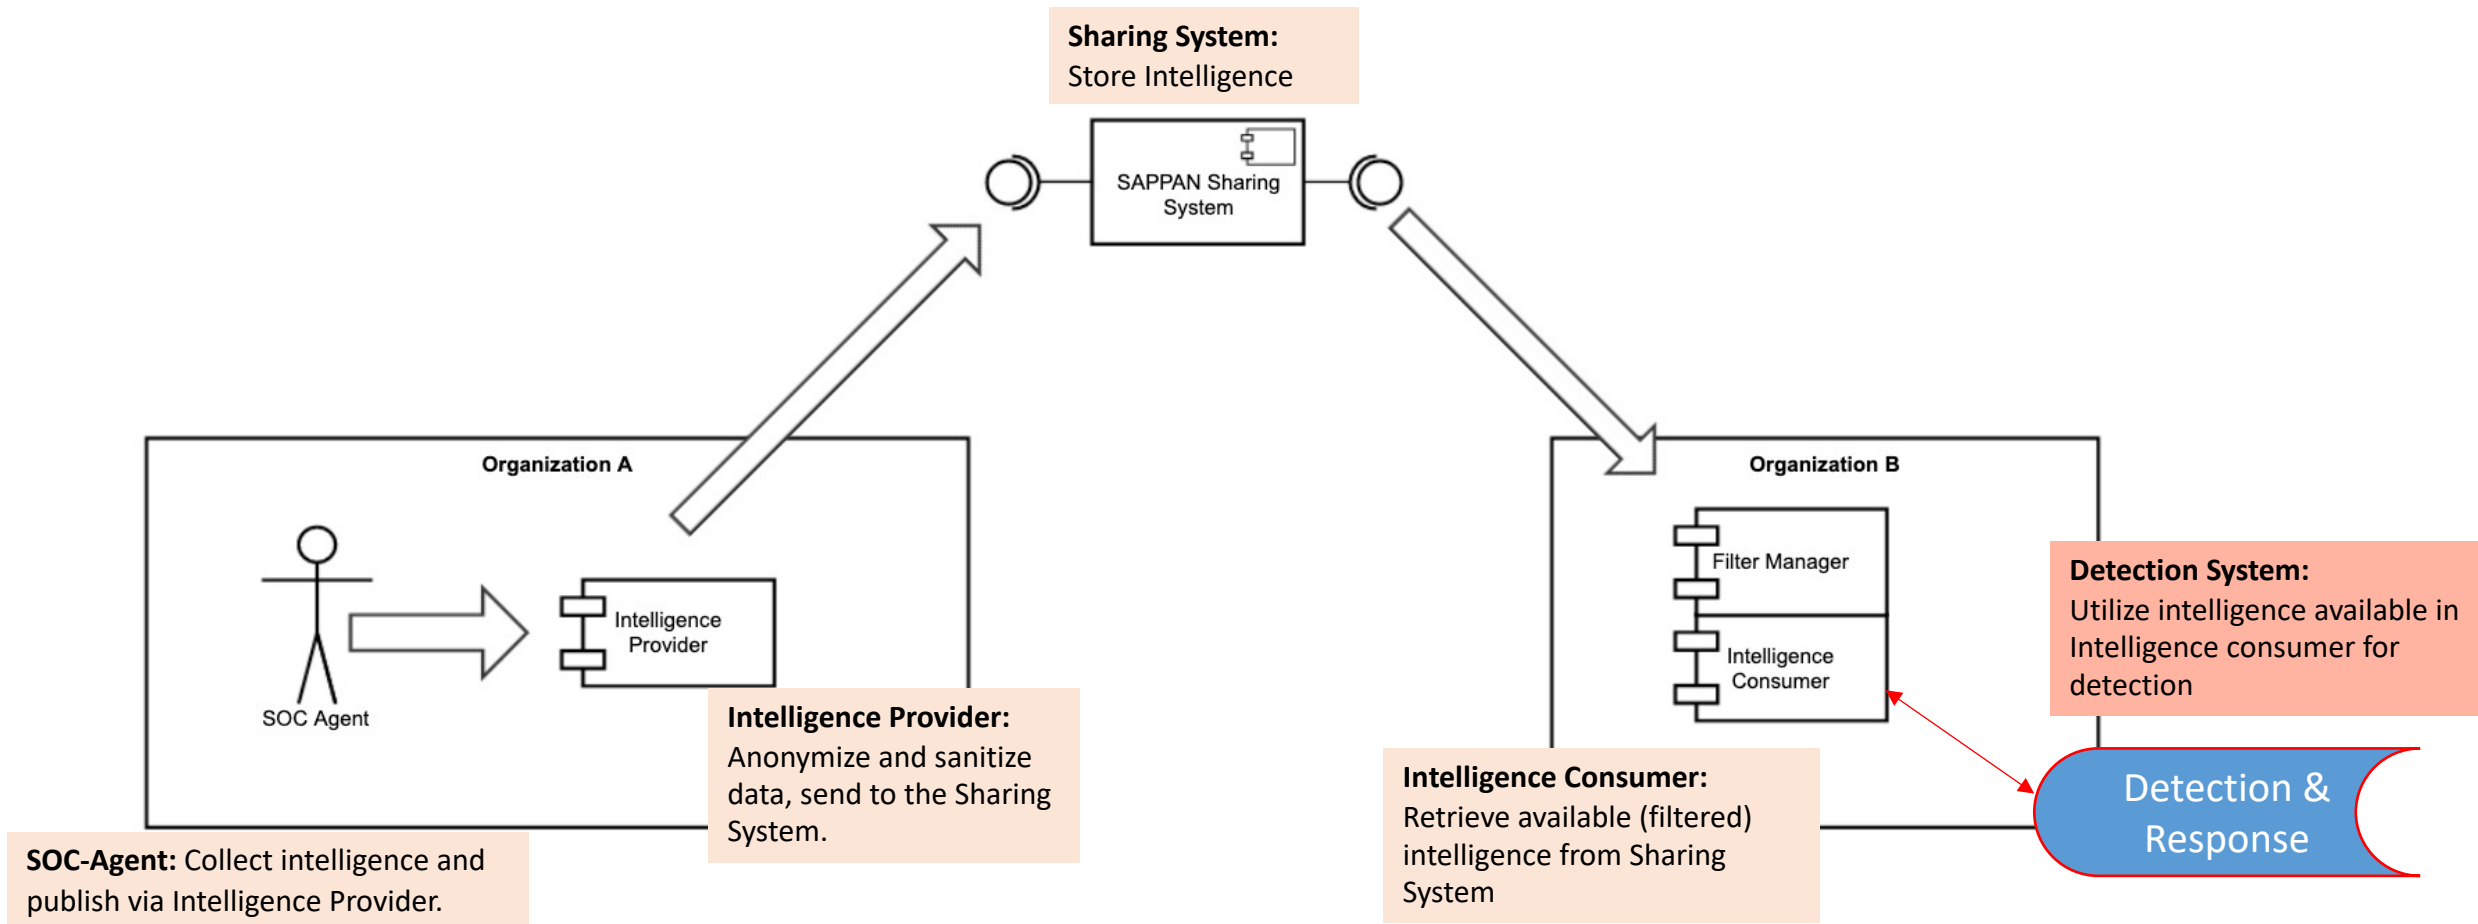 Sharing System:
Store Intelligence
SAPPAN Sharing
System
Organization A
SOC Agent
Intelligence
Provider
Intelligence Provider:
Anonymize and sanitize
data, send to the Sharing
System.
SOC-Agent: Collect intelligence and
publish via Intelligence Provider.
Organization B
Filter Manager
Intelligence
Consumer
Intelligence Consumer:
Retrieve available (filtered)
intelligence from Sharing
System
Detection System:
Utilize intelligence available in
Intelligence consumer for
detection
Detection &
Response